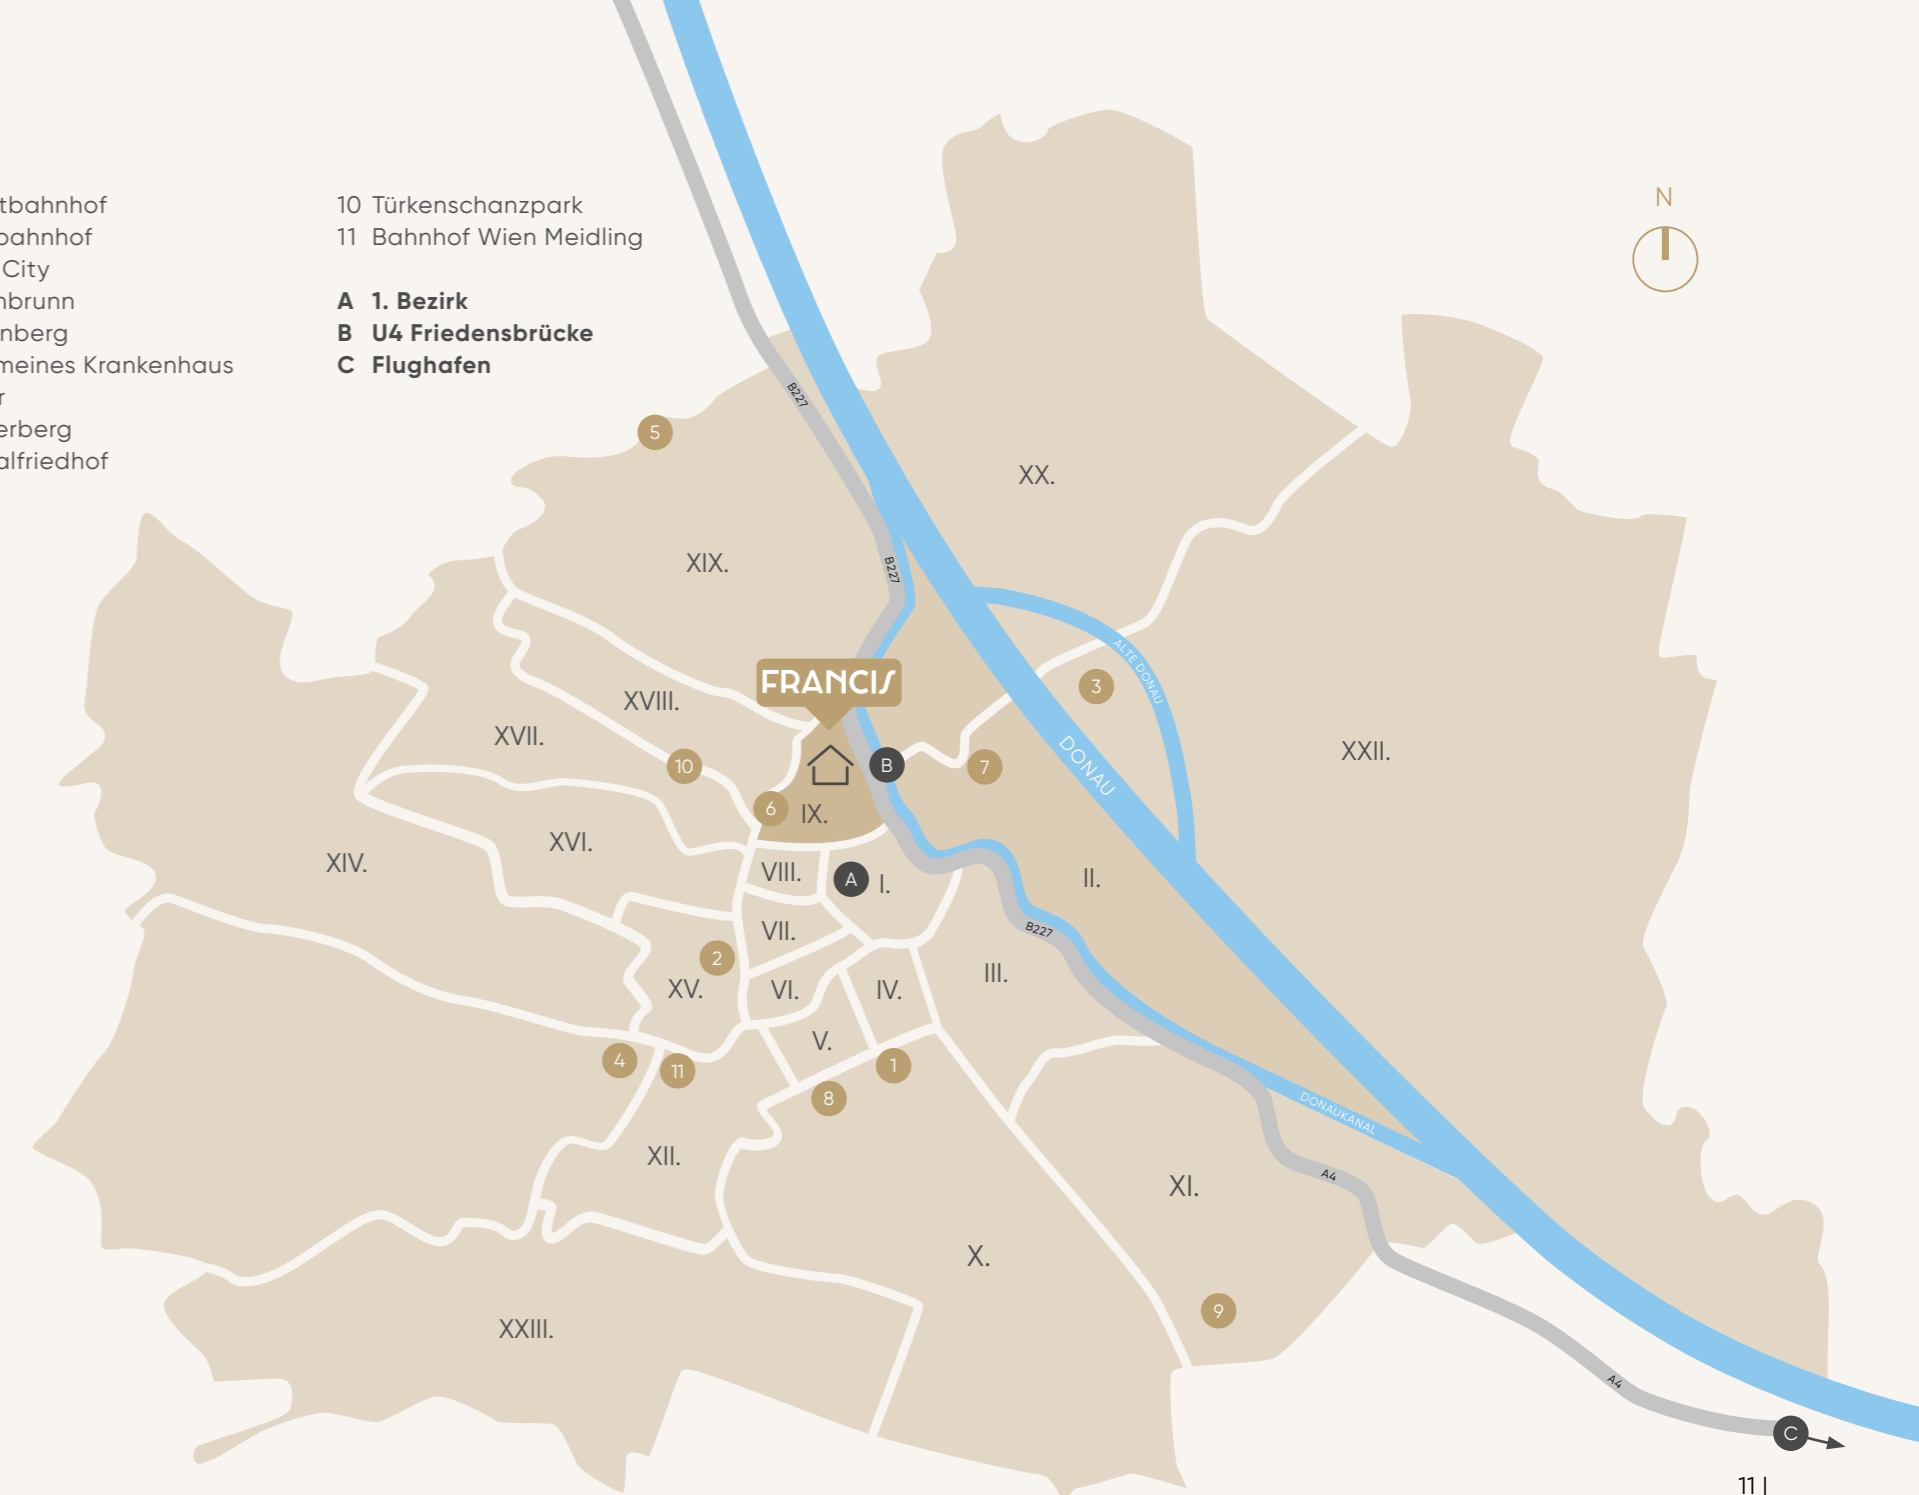 tbahnhof
bahnhof
City
nbrunn
nberg
meines Krankenhaus
r
erberg
alfriedhof
10 Türkenschanzpark
11 Bahnhof Wien Meidling
A 1. Bezirk
B U4 Friedensbrücke
C Flughafen
N
B227
5
XX.
XIX.
B227
ALTE DONAU
FRANCIS
3
XVIII.
XVII.
DONAU
XXII.
10
B
7
6
IX.
XVI.
XIV.
VIII.
A
I.
II.
VII.
B227
2
III.
XV.
VI.
IV.
V.
4
11
1
8
DONAUKANAL
XII.
A4
XI.
X.
9
XXIII.
A4
C
11 |